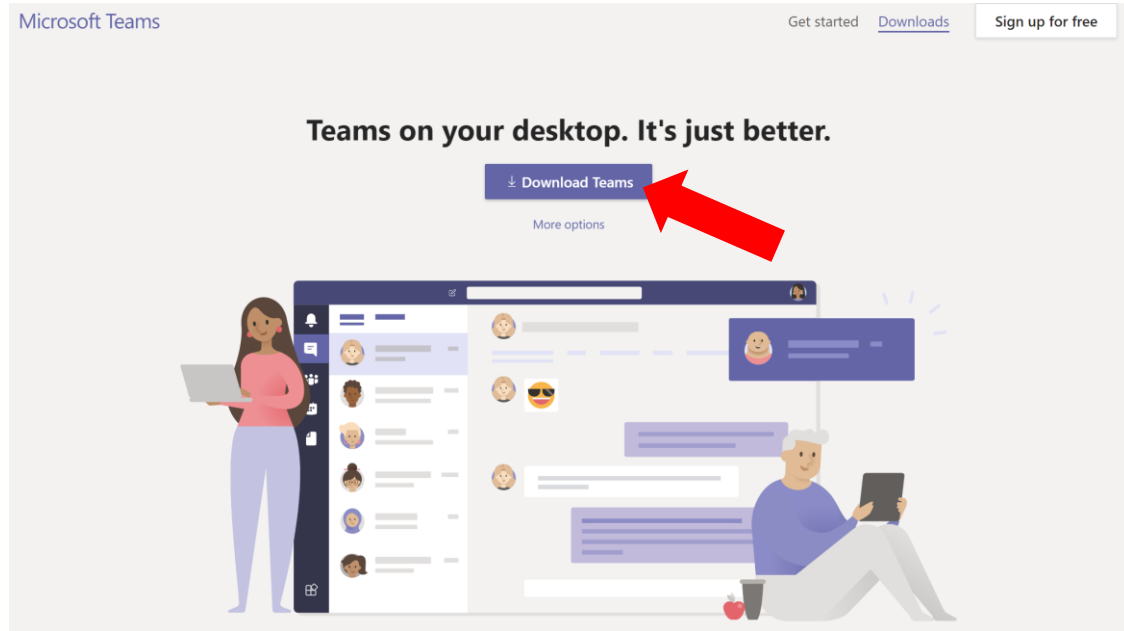 Microsoft Teams
Get started Downloads Sign up for free
Teams on your desktop. It's just better.
Download Teams
More options